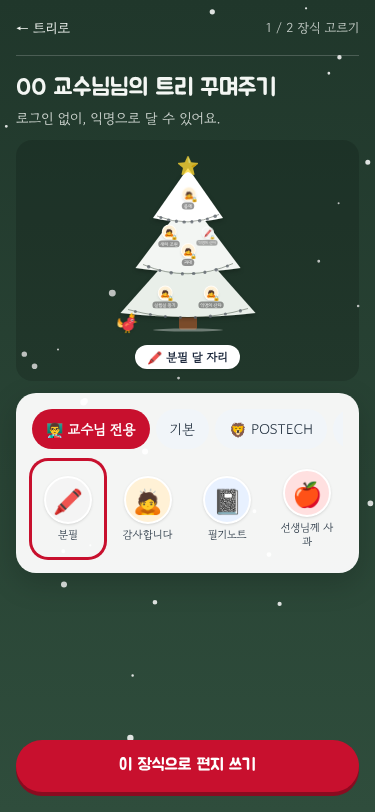 ← 트리로
1 / 2 장식 고르기
OO 교수님님의 트리 꾸며주기
로그인 없이, 익명으로 달 수 있어요.
분필 달 자리
교수님 전용
기본
POSTECH
분필
감사합니다
필기노트
선생님께 사
과
이 장식으로 편지 쓰기